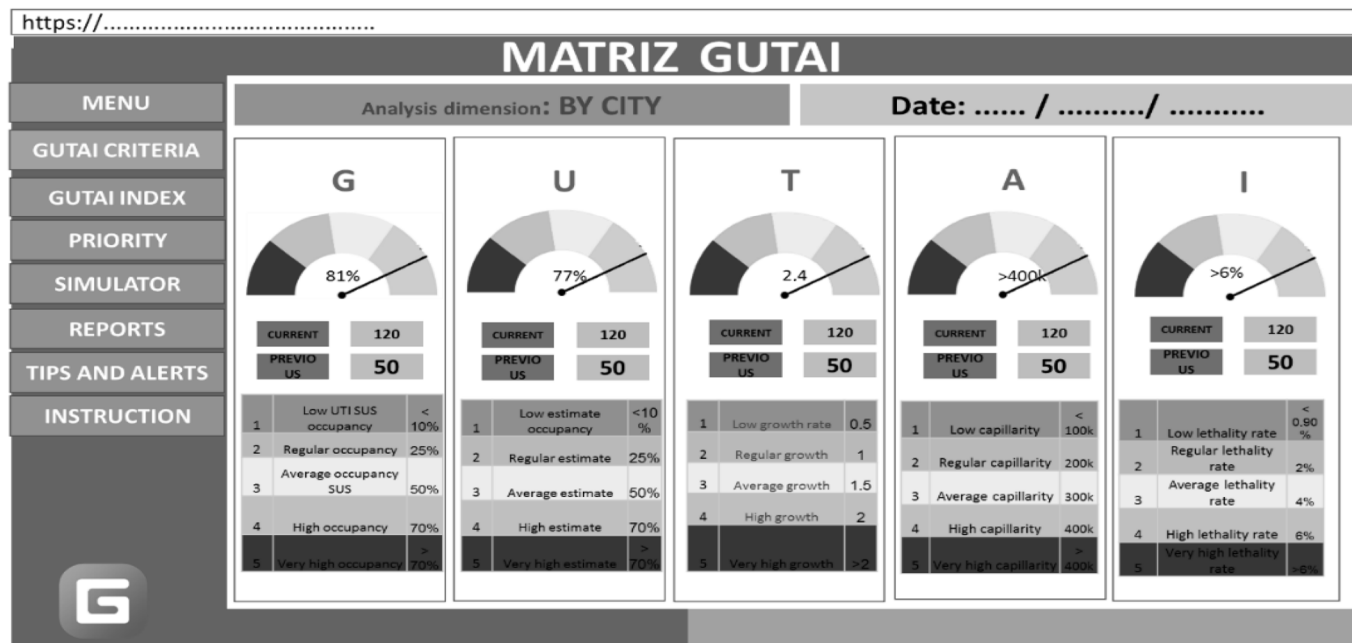 https://.............................................
MATRIZ GUTAI
MENU
GUTAI CRITERIA
GUTAI INDEX
PRIORITY
SIMULATOR
REPORTS
TIPS AND ALERTS
INSTRUCTION
G
Analysis dimension: BY CITY
Date: ...... / ........../ ...........
G
81%
CURRENT 120
PREVIO
US 50
1 Low UTI SUS
occupancy <
10%
2 Regular occupancy 25%
3 Average occupancy
SUS 50%
4 High occupancy 70%
5 Very high occupancy >
70%
U
77%
CURRENT 120
PREVIO
US 50
1 Low estimate
occupancy <10
%
2 Regular estimate 25%
3 Average estimate 50%
4 High estimate 70%
5 Very high estimate >
70%
T
2.4
CURRENT 120
PREVIO
US 50
1 Low growth rate 0.5
2 Regular growth 1
3 Average growth 1.5
4 High growth 2
5 Very high growth >2
A
>400k
CURRENT 120
PREVIO
US 50
1 Low capillarity <
100k
2 Regular capillarity 200k
3 Average capillarity 300k
4 High capillarity 400k
5 Very high capillarity >
400k
I
>6%
CURRENT 120
PREVIO
US 50
1 Low lethality rate <
0,90
%
2 Regular lethality
rate 2%
3 Average lethality
rate 4%
4 High lethality rate 6%
5 Very high lethality
rate >6%